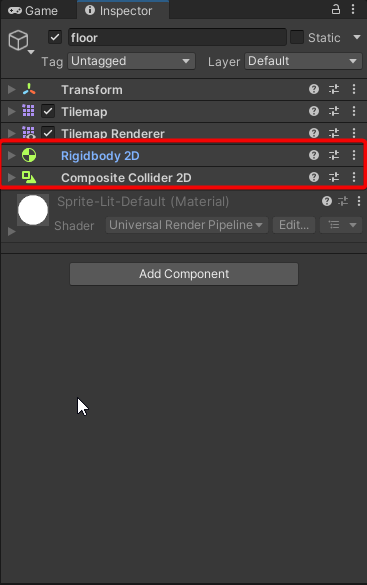 Game Inspector
floor Static
Tag Untagged Layer Default
Transform
Tilemap
Tilemap Renderer
Rigidbody 2D
Composite Collider 2D
Sprite-Lit-Default (Material)
Shader Universal Render Pipeline Edit...
Add Component